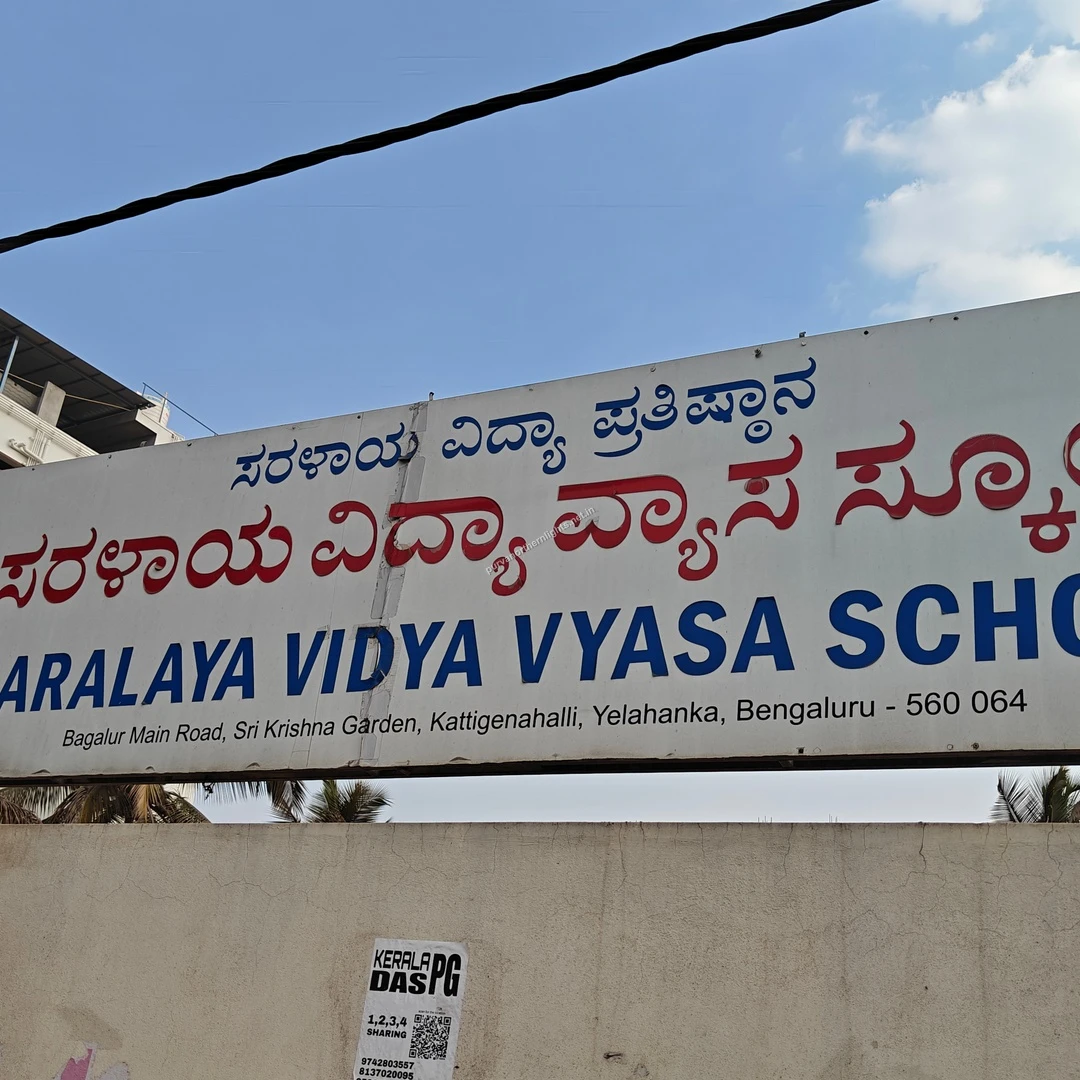 ಸರಳಾಯ ವಿದ್ಯಾ ಪ್ರತಿಷ್ಠಾನ
ಸರಳಾಯ ವಿದ್ಯಾ ವ್ಯಾಸ ಸ್ಕೂ
ARALAYA VIDYA VYASA SCHO
Bagalur Main Road, Sri Krishna Garden, Kattigenahalli, Yelahanka, Bengaluru - 560 064
KERALA
DAS PG
1,2,3,4
SHARING
9742803557
8137020095